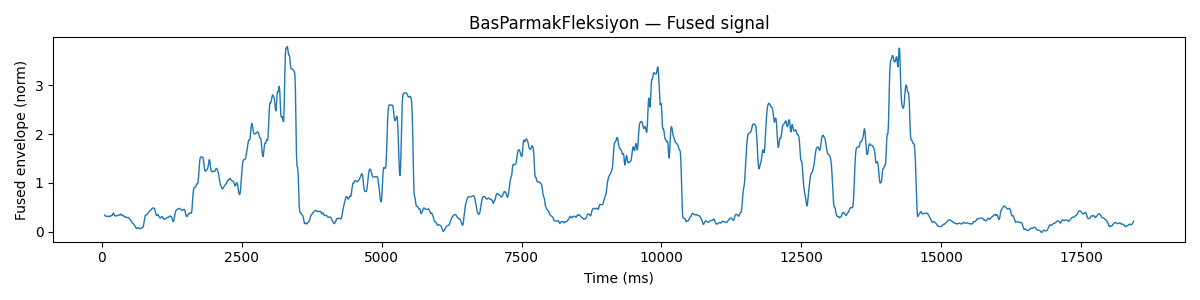 BasParmakFleksiyon — Fused signal
Fused envelope (norm)
3
2
1
0
0 2500 5000 7500 10000 12500 15000 17500
Time (ms)